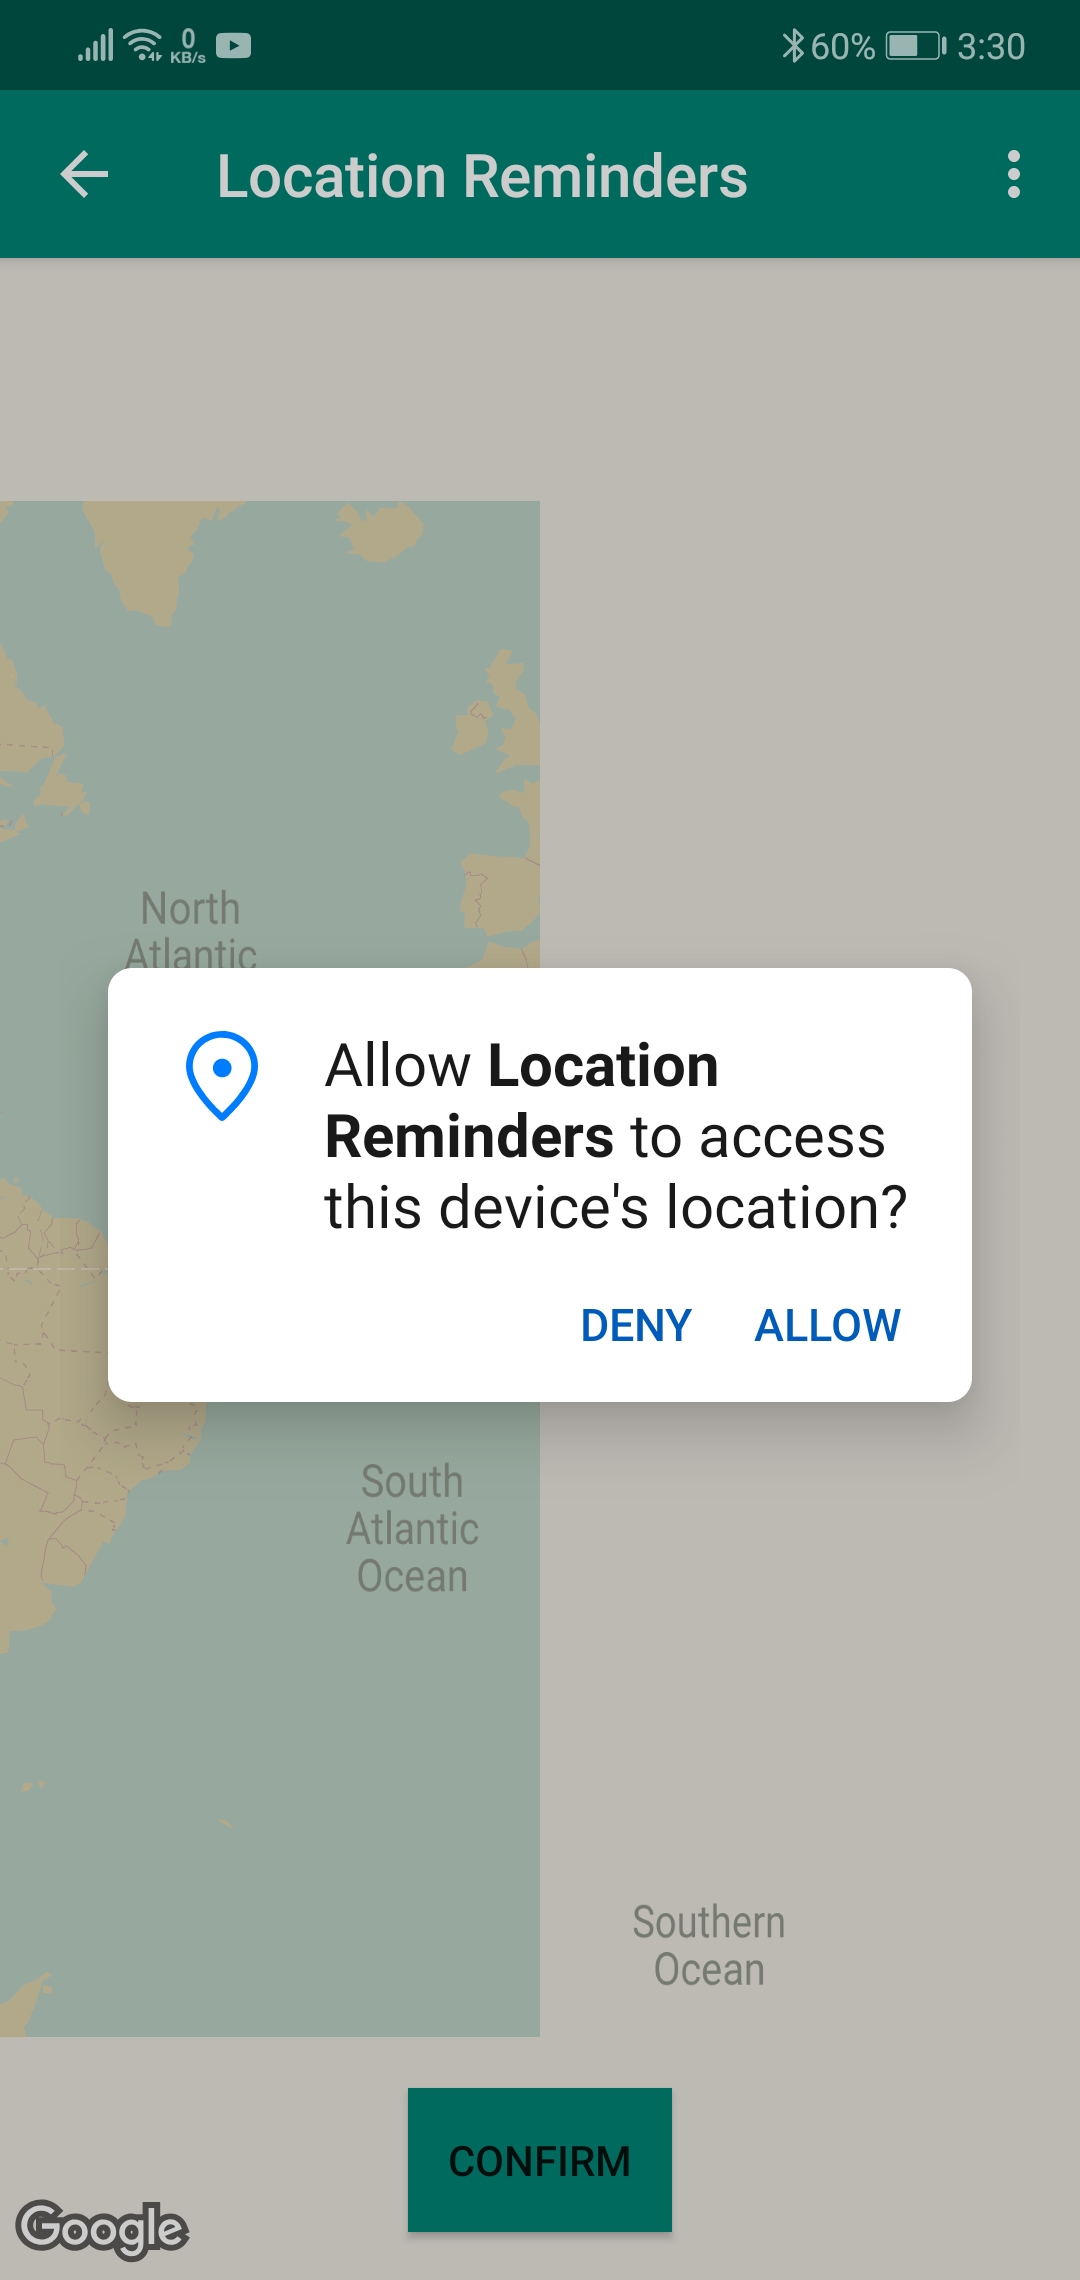 0
KB/s
60%
3:30
Location Reminders
North
Atlantic
Allow Location
Reminders to access
this device's location?
DENY ALLOW
South
Atlantic
Ocean
Southern
Ocean
CONFIRM
Google